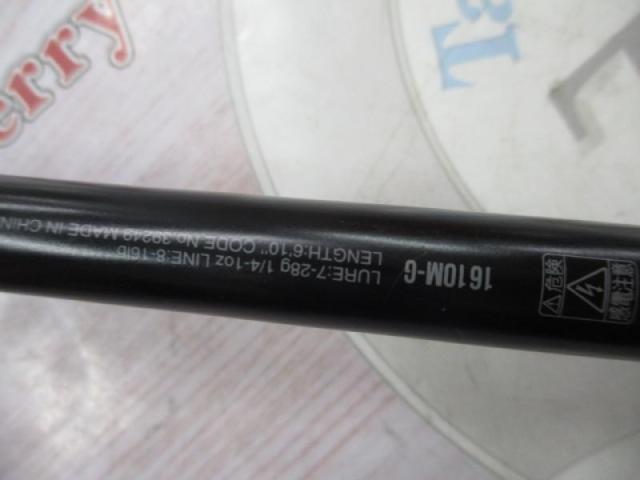 1610M-G
LURE:7-28g 1/4-1oz LINE:8-16lb
LENGTH:6'10" CODE No.39249 MADE IN CHIN
危険
感電注意
erry